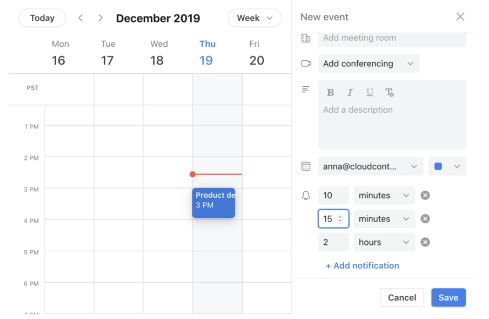 Today
December 2019
Week
Mon Tue Wed Thu Fri
16 17 18 19 20
PST
1 PM
2 PM
3 PM
4 PM
5 PM
6 PM
Product de
3 PM
New event
Add meeting room
Add conferencing
B I U
Add a description
anna@cloudcont...
10 minutes
15 minutes
2 hours
+ Add notification
Cancel Save